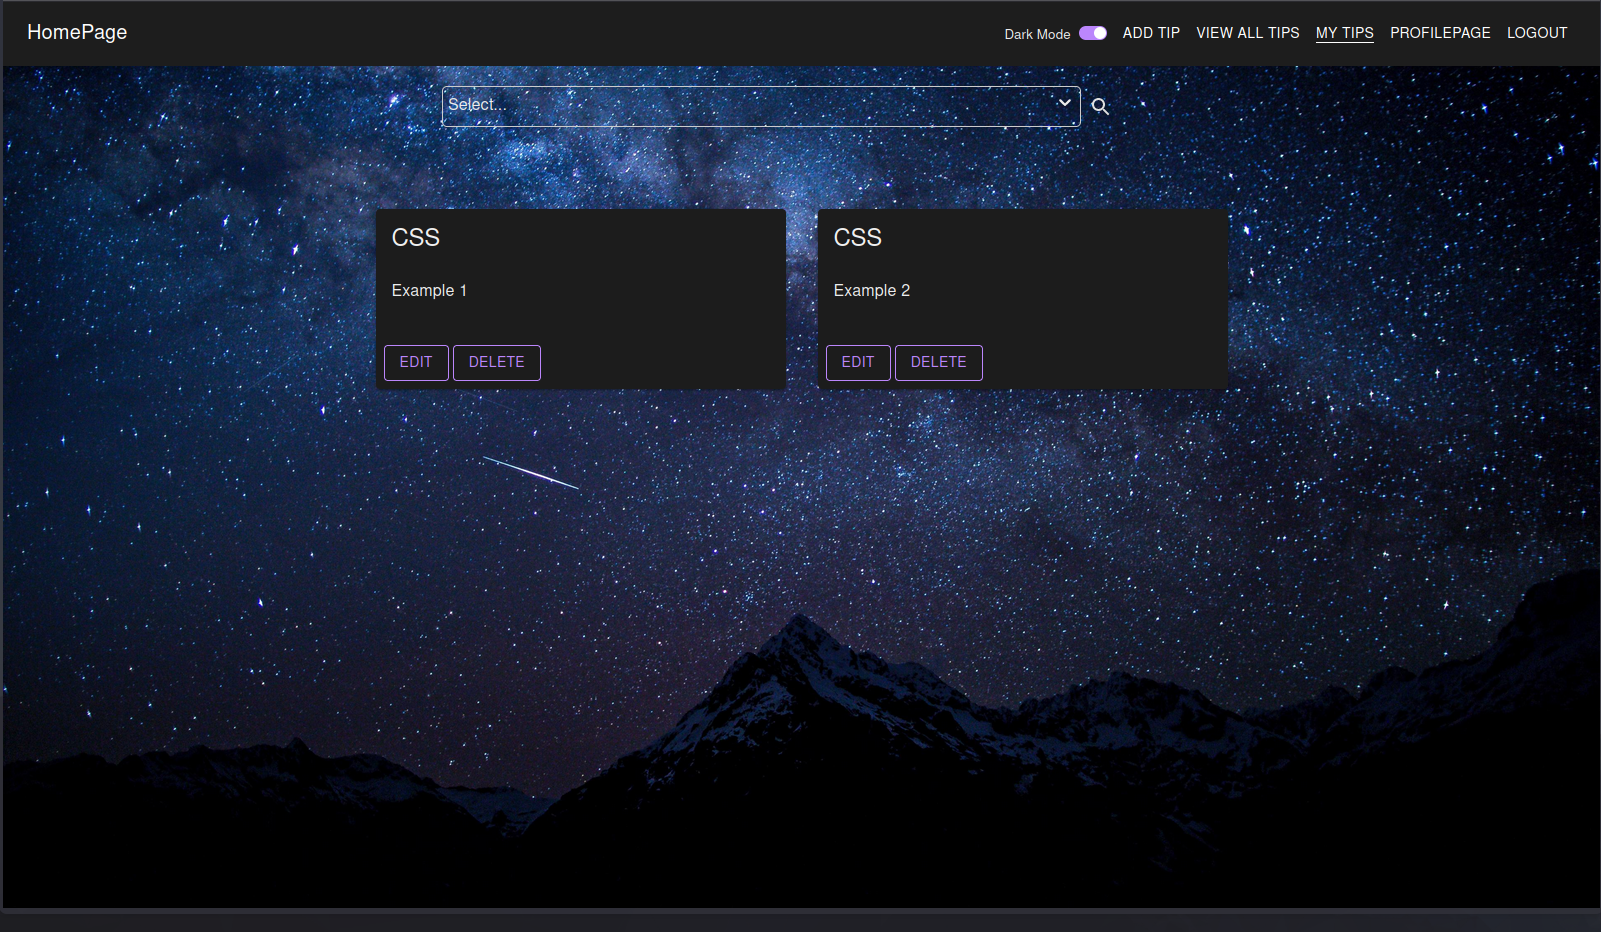 HomePage
Dark Mode ADD TIP VIEW ALL TIPS MY TIPS PROFILEPAGE LOGOUT
Select...
CSS
Example 1
EDIT DELETE
CSS
Example 2
EDIT DELETE